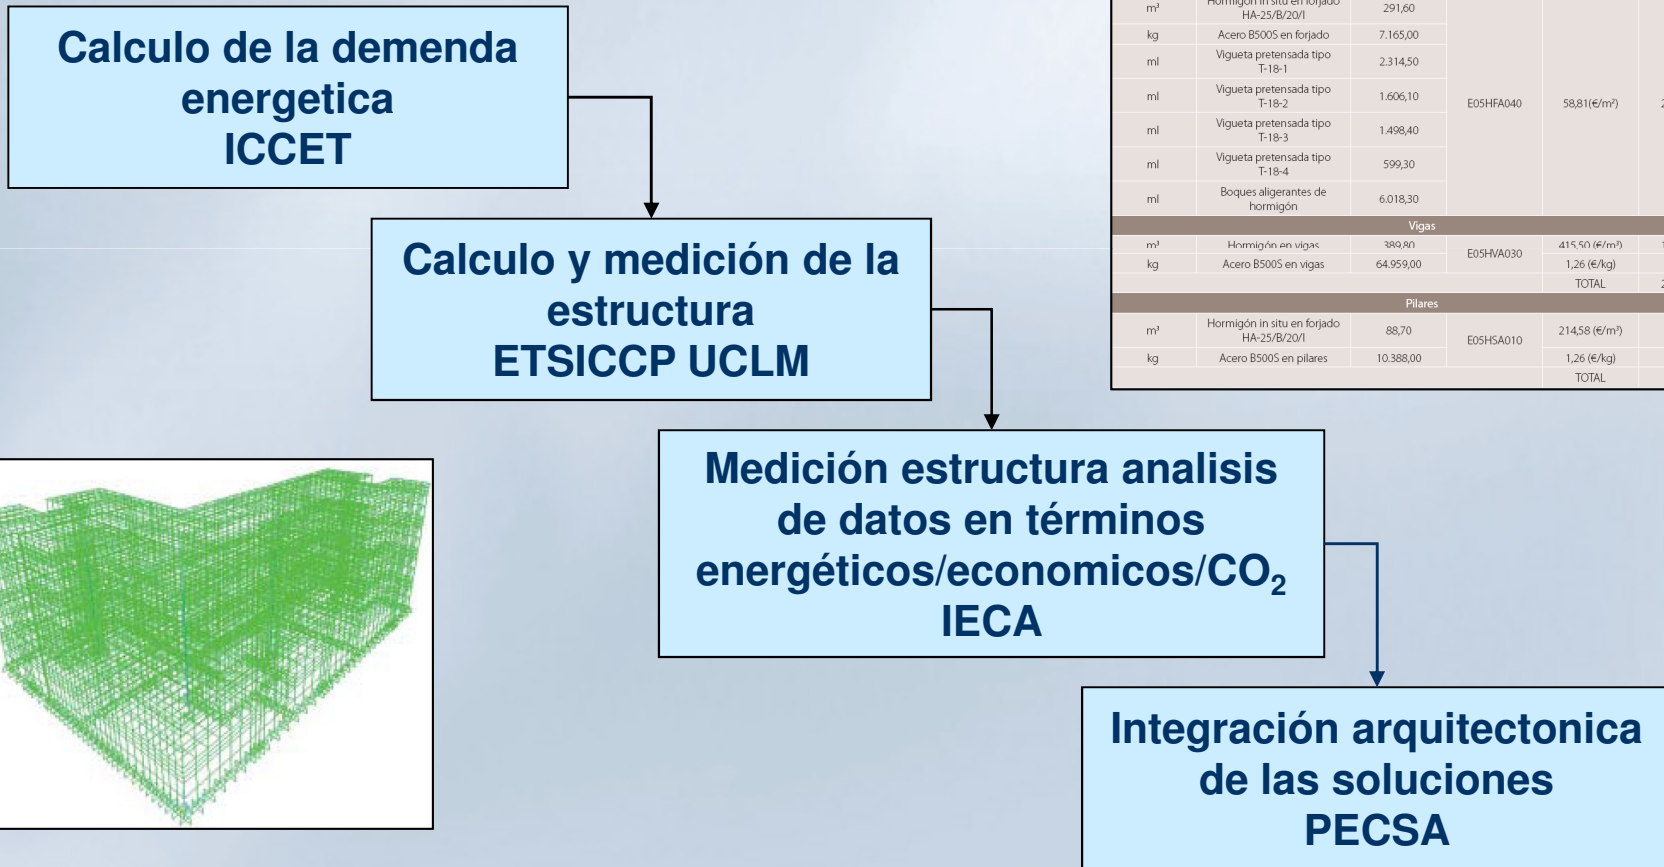 Calculo de la demenda
energetica
ICCET
Calculo y medición de la
estructura
ETSICCP UCLM
Medición estructura analisis
de datos en términos
energéticos/economicos/CO₂
IECA
Integración arquitectonica
de las soluciones
PECSA
m³ Hormigón in situ en forjado HA-25/B/20/I 291,60
kg Acero B500S en forjado 7.165,00
ml Vigueta pretensada tipo T-18-1 2.314,50
ml Vigueta pretensada tipo T-18-2 1.606,10 E05HFA040 58,81(€/m²)
ml Vigueta pretensada tipo T-18-3 1.498,40
ml Vigueta pretensada tipo T-18-4 599,30
ml Boques aligerantes de hormigón 6.018,30
Vigas
m³ Hormigón en vigas 389,80 E05HVA030 415,50 (€/m³)
kg Acero B500S en vigas 64.959,00 1,26 (€/kg)
TOTAL
Pilares
m³ Hormigón in situ en forjado HA-25/B/20/I 88,70 E05HSA010 214,58 (€/m³)
kg Acero B500S en pilares 10.388,00 1,26 (€/kg)
TOTAL